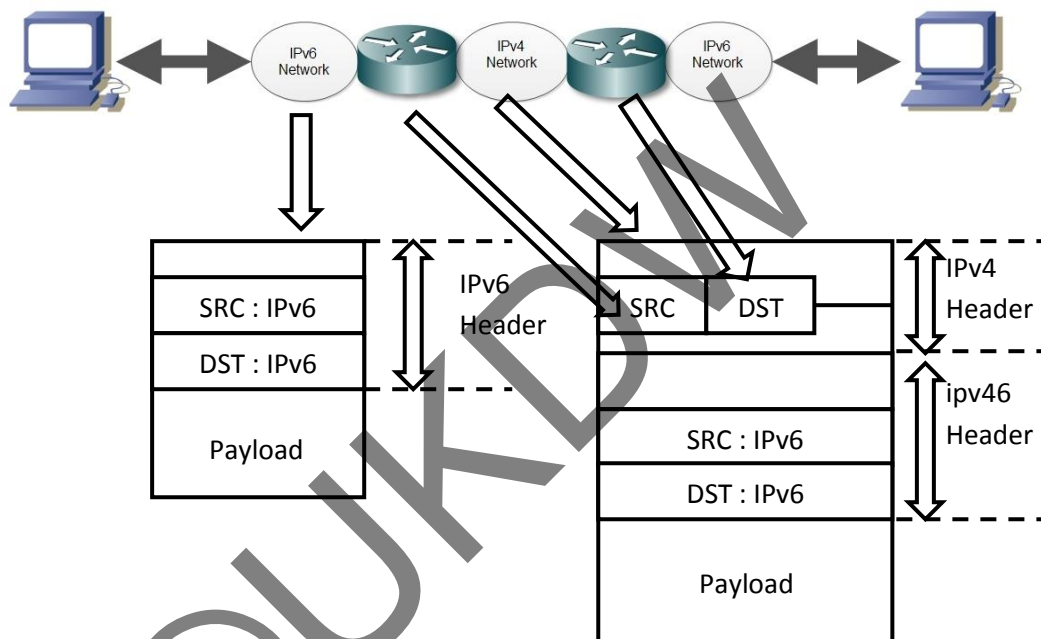 IPv6
Network
IPv4
Network
IPv6
Network
SRC : IPv6
DST : IPv6
Payload
IPv6
Header
SRC
DST
IPv4
Header
ipv46
Header
SRC : IPv6
DST : IPv6
Payload
UKDW